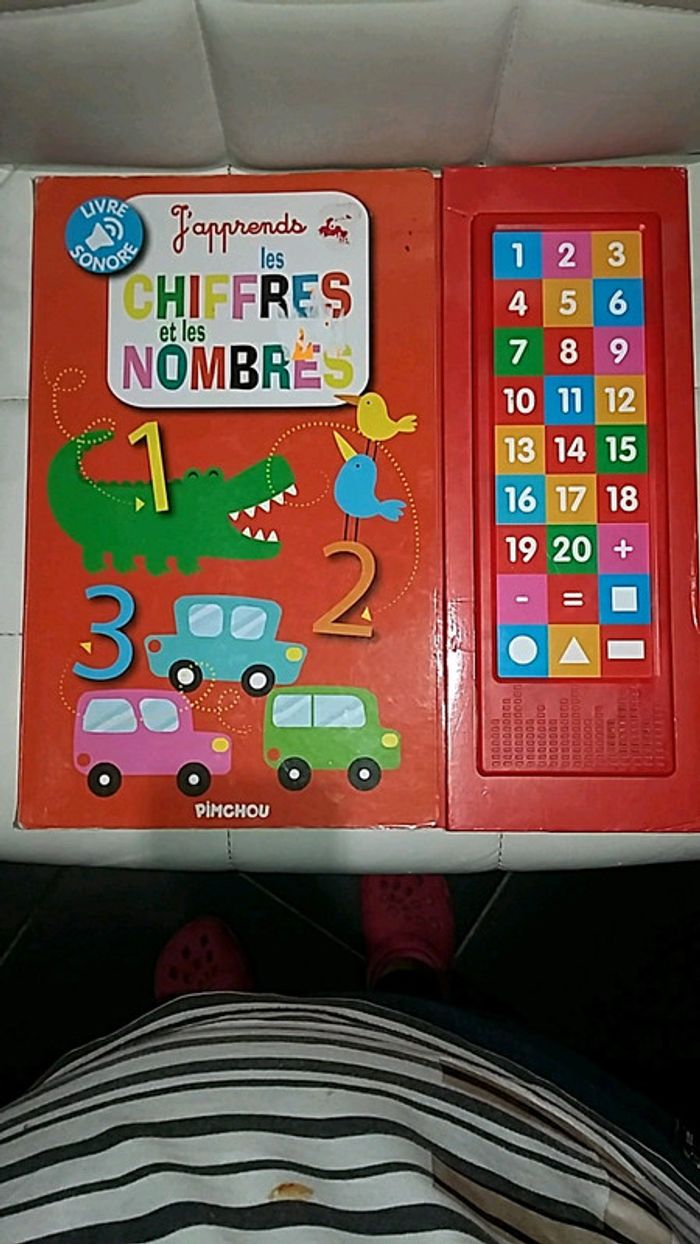 LIVRE
SONORE
J'apprends
les
CHIFFRES
et les
NOMBRES
1
2
3
PiMCHOU
1 2 3
4 5 6
7 8 9
10 11 12
13 14 15
16 17 18
19 20 +
- =